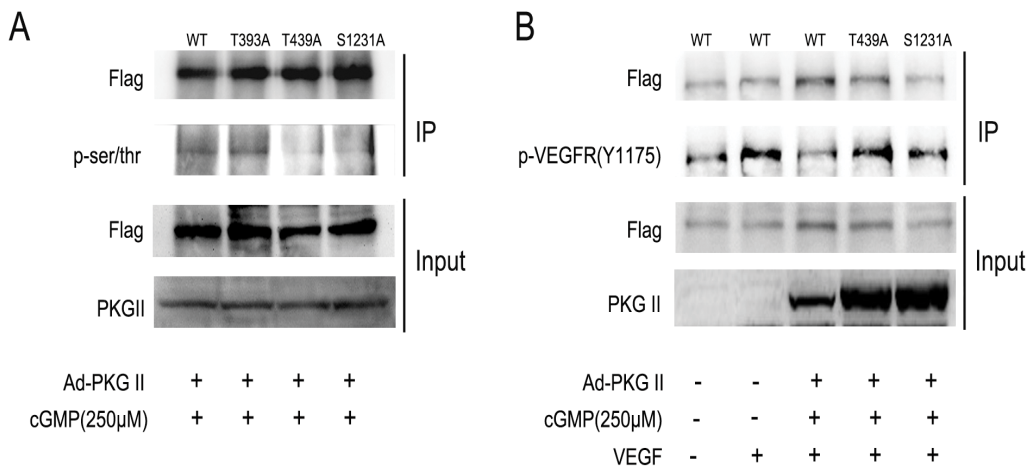 A
WT T393A T439A S1231A
Flag
p-ser/thr
IP
Flag
PKGII
Input
Ad-PKG II + + + +
cGMP(250μM) + + + +
B
WT WT WT T439A S1231A
Flag
p-VEGFR(Y1175)
IP
Flag
PKG II
Input
Ad-PKG II - - + + +
cGMP(250μM) - - + + +
VEGF - + + + +